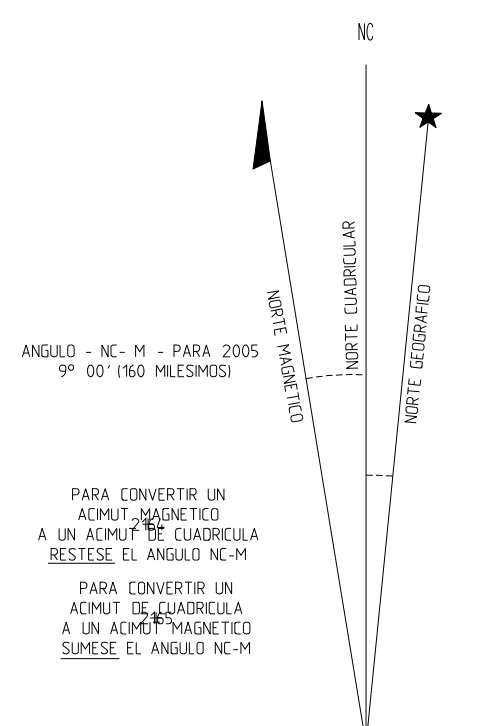 NC
NORTE MAGNETICO
NORTE CUADRICULAR
NORTE GEOGRAFICO
ANGULO - NC- M - PARA 2005
9º 00' (160 MILESIMOS)
PARA CONVERTIR UN
ACIMUT MAGNETICO
A UN ACIMUT DE CUADRICULA
RESTESE EL ANGULO NC-M
PARA CONVERTIR UN
ACIMUT DE CUADRICULA
A UN ACIMUT MAGNETICO
SUMESE EL ANGULO NC-M